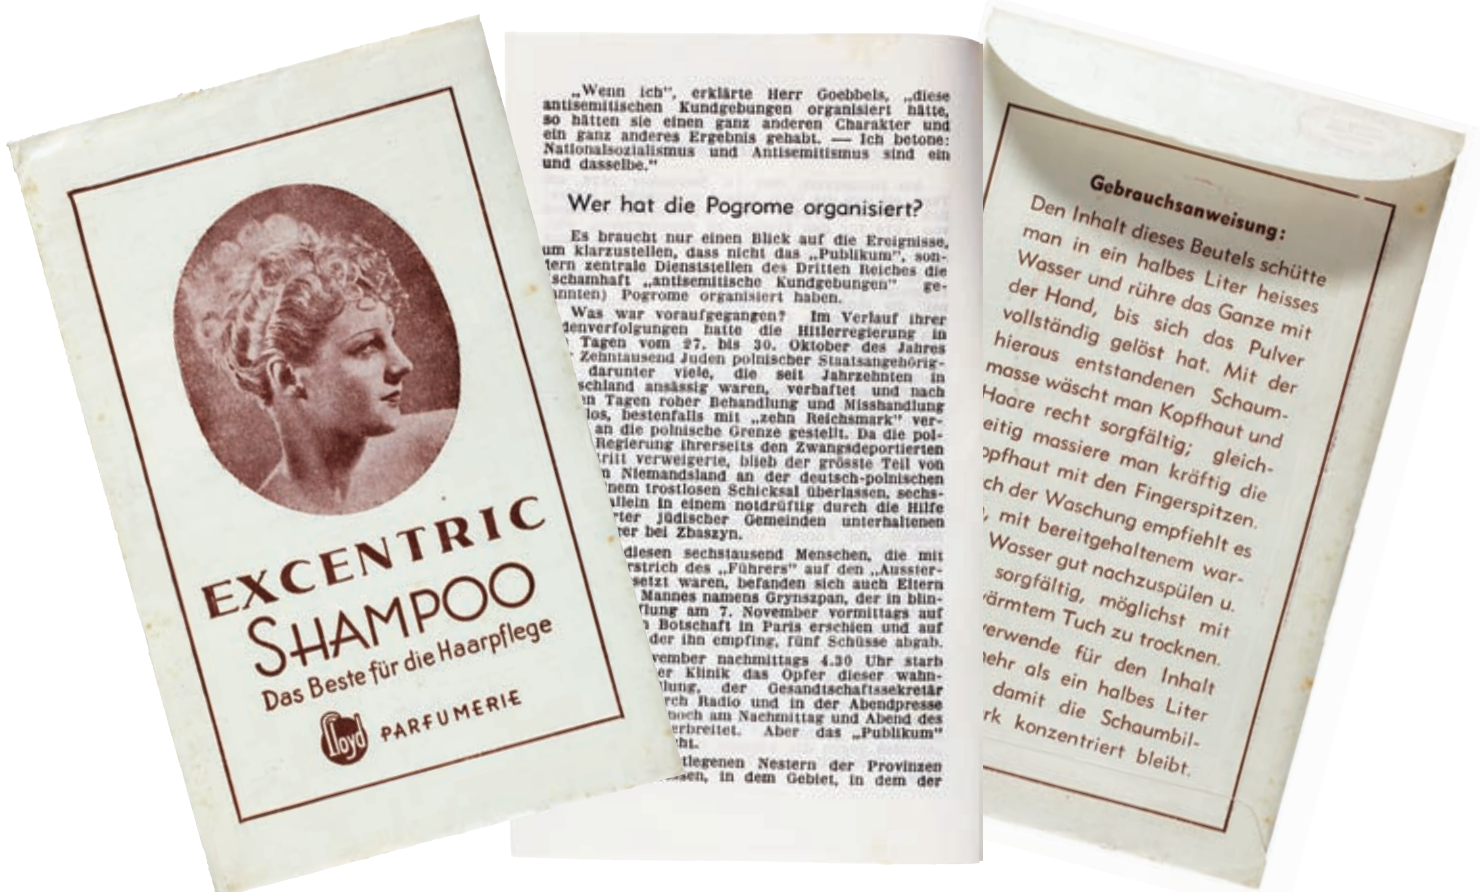 EXCENTRIC
SHAMPOO
Das Beste für die Haarpflege
Lloyd PARFUMERIE
„Wenn ich", erklärte Herr Goebbels, „diese
antisemitischen Kundgebungen organisiert hätte,
so hätten sie einen ganz anderen Charakter und
ein ganz anderes Ergebnis gehabt. — Ich betone:
Nationalsozialismus und Antisemitismus sind ein
und dasselbe."
Wer hat die Pogrome organisiert?
Es braucht nur einen Blick auf die Ereignisse,
um klarzustellen, dass nicht das „Publikum", son-
dern zentrale Dienststellen des Dritten Reiches die
schamhaft „antisemitische Kundgebungen" ge-
nannten) Pogrome organisiert haben.
Was war voraufgegangen? Im Verlauf ihrer
denverfolgungen hatte die Hitlerregierung in
Tagen vom 27. bis 30. Oktober des Jahres
Zehntausend Juden polnischer Staatsangehörig-
darunter viele, die seit Jahrzehnten in
schland ansässig waren, verhaftet und nach
n Tagen roher Behandlung und Misshandlung
los, bestenfalls mit „zehn Reichsmark" ver-
an die polnische Grenze gestellt. Da die pol-
Regierung ihrerseits den Zwangsdeportierten
ritt verweigerte, blieb der grösste Teil von
n Niemandsland an der deutsch-polnischen
nem trostlosen Schicksal überlassen, sechs-
allein in einem notdrüftig durch die Hilfe
rter jüdischer Gemeinden unterhaltenen
er bei Zbaszyn.
diesen sechstausend Menschen, die mit
rstrich des „Führers" auf den „Ausster-
setzt waren, befanden sich auch Eltern
Mannes namens Grynszpan, der in blin-
flung am 7. November vormittags auf
n Botschaft in Paris erschien und auf
der ihn empfing, fünf Schüsse abgab.
vember nachmittags 4.30 Uhr starb
er Klinik das Opfer dieser wahn-
lung, der Gesandtschaftssekretär
rch Radio und in der Abendpresse
noch am Nachmittag und Abend des
erbreitet. Aber das „Publikum"
ht.
tlegenen Nestern der Provinzen
sen, in dem Gebiet, in dem der
Gebrauchsanweisung:
Den Inhalt dieses Beutels schütte
man in ein halbes Liter heisses
Wasser und rühre das Ganze mit
der Hand, bis sich das Pulver
vollständig gelöst hat. Mit der
hieraus entstandenen Schaum-
masse wäscht man Kopfhaut und
Haare recht sorgfältig; gleich-
eitig massiere man kräftig die
opfhaut mit den Fingerspitzen.
ch der Waschung empfiehlt es
, mit bereitgehaltenem war-
Wasser gut nachzuspülen u.
sorgfältig, möglichst mit
wärmtem Tuch zu trocknen.
verwende für den Inhalt
mehr als ein halbes Liter
damit die Schaumbil-
rk konzentriert bleibt.